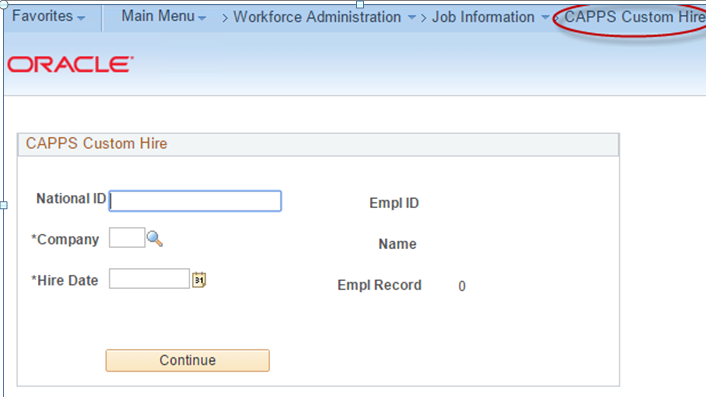 Favorites Main Menu > Workforce Administration > Job Information > CAPPS Custom Hire
ORACLE
CAPPS Custom Hire
National ID Empl ID
*Company Name
*Hire Date 31 Empl Record 0
Continue